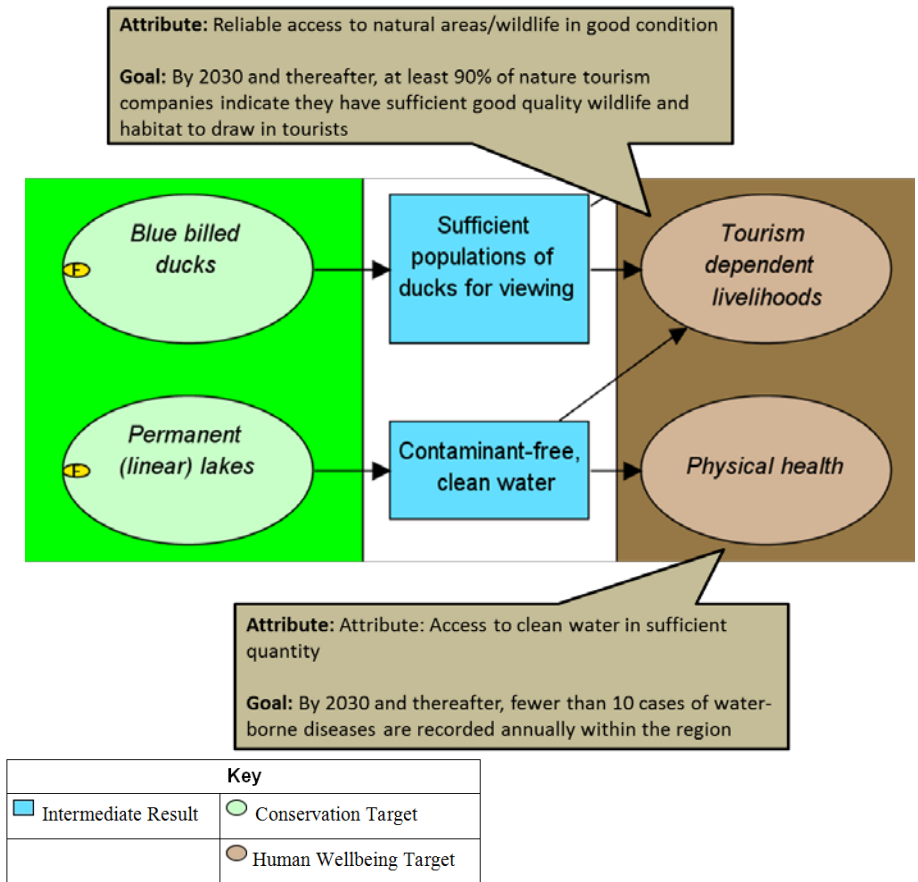 Attribute: Reliable access to natural areas/wildlife in good condition
Goal: By 2030 and thereafter, at least 90% of nature tourism
companies indicate they have sufficient good quality wildlife and
habitat to draw in tourists
Blue billed
ducks
F
Sufficient
populations of
ducks for viewing
Tourism
dependent
livelihoods
Permanent
(linear) lakes
F
Contaminant-free,
clean water
Physical health
Attribute: Attribute: Access to clean water in sufficient
quantity
Goal: By 2030 and thereafter, fewer than 10 cases of water-
borne diseases are recorded annually within the region
Key
Intermediate Result
Conservation Target
Human Wellbeing Target